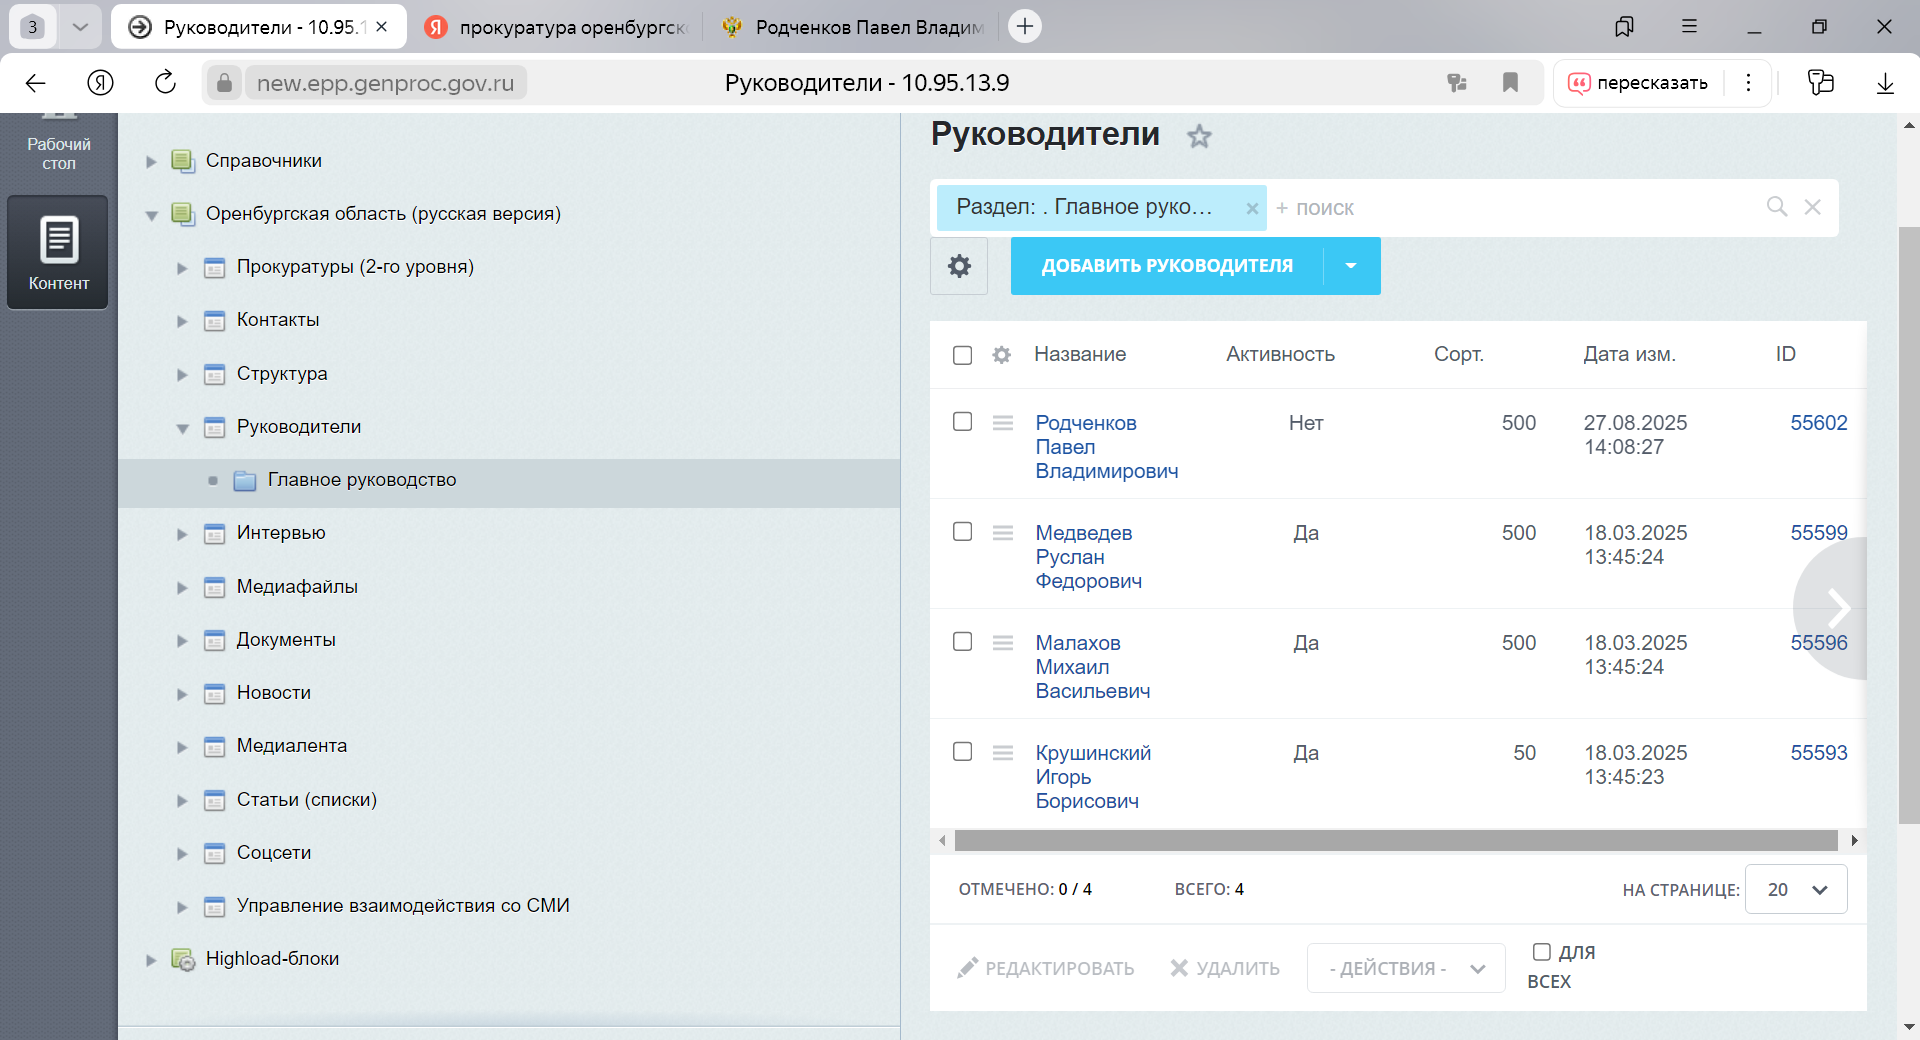 3
Руководители - 10.95.1
прокуратура оренбургск
Родченков Павел Владим
new.epp.genproc.gov.ru
Руководители - 10.95.13.9
пересказать
Рабочий
стол
Контент
Справочники
Оренбургская область (русская версия)
Прокуратуры (2-го уровня)
Контакты
Структура
Руководители
Главное руководство
Интервью
Медиафайлы
Документы
Новости
Медиалента
Статьи (списки)
Соцсети
Управление взаимодействия со СМИ
Highload-блоки
Руководители
Раздел: . Главное руко... + поиск
ДОБАВИТЬ РУКОВОДИТЕЛЯ
Название Активность Сорт. Дата изм. ID
Родченков Нет 500 27.08.2025 55602
Павел 14:08:27
Владимирович
Медведев Да 500 18.03.2025 55599
Руслан 13:45:24
Федорович
Малахов Да 500 18.03.2025 55596
Михаил 13:45:24
Васильевич
Крушинский Да 50 18.03.2025 55593
Игорь 13:45:23
Борисович
ОТМЕЧЕНО: 0 / 4 ВСЕГО: 4 НА СТРАНИЦЕ: 20
РЕДАКТИРОВАТЬ УДАЛИТЬ - ДЕЙСТВИЯ - ДЛЯ
ВСЕХ